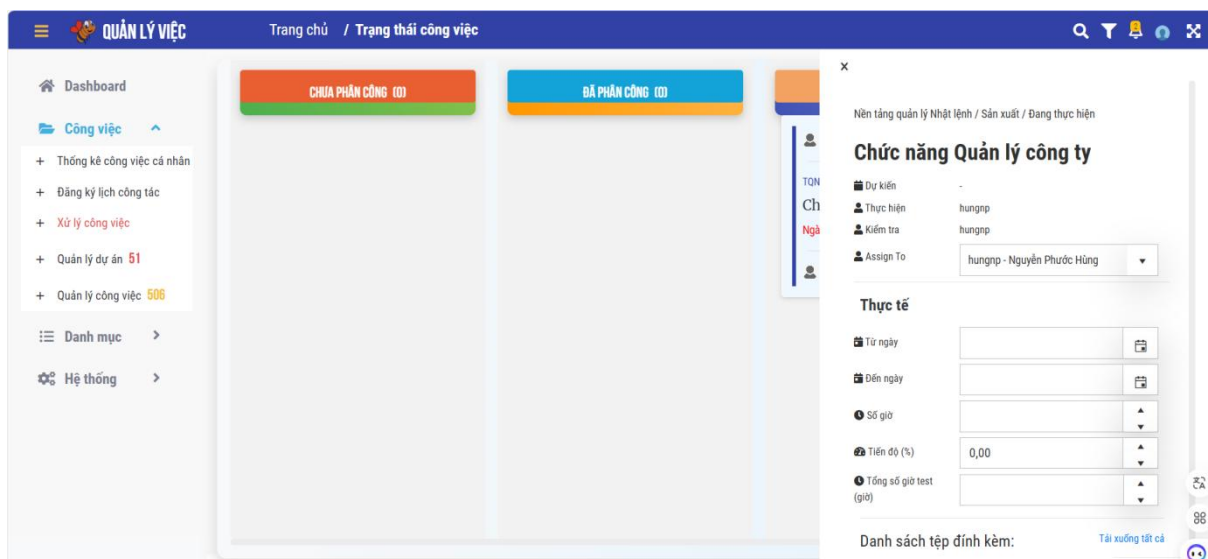 QUẢN LÝ VIỆC
Trang chủ / Trạng thái công việc
Dashboard
Công việc
+ Thống kê công việc cá nhân
+ Đăng ký lịch công tác
+ Xử lý công việc
+ Quản lý dự án 51
+ Quản lý công việc 506
Danh mục
Hệ thống
CHƯA PHÂN CÔNG (0)
ĐÃ PHÂN CÔNG (0)
TQN
Ch
Ngà
×
Nền tảng quản lý Nhật lệnh / Sản xuất / Đang thực hiện
Chức năng Quản lý công ty
Dự kiến -
Thực hiện hungnp
Kiểm tra hungnp
Assign To hungnp - Nguyễn Phước Hùng
Thực tế
Từ ngày
Đến ngày
Số giờ
Tiến độ (%) 0,00
Tổng số giờ test
(giờ)
Danh sách tệp đính kèm: Tải xuống tất cả